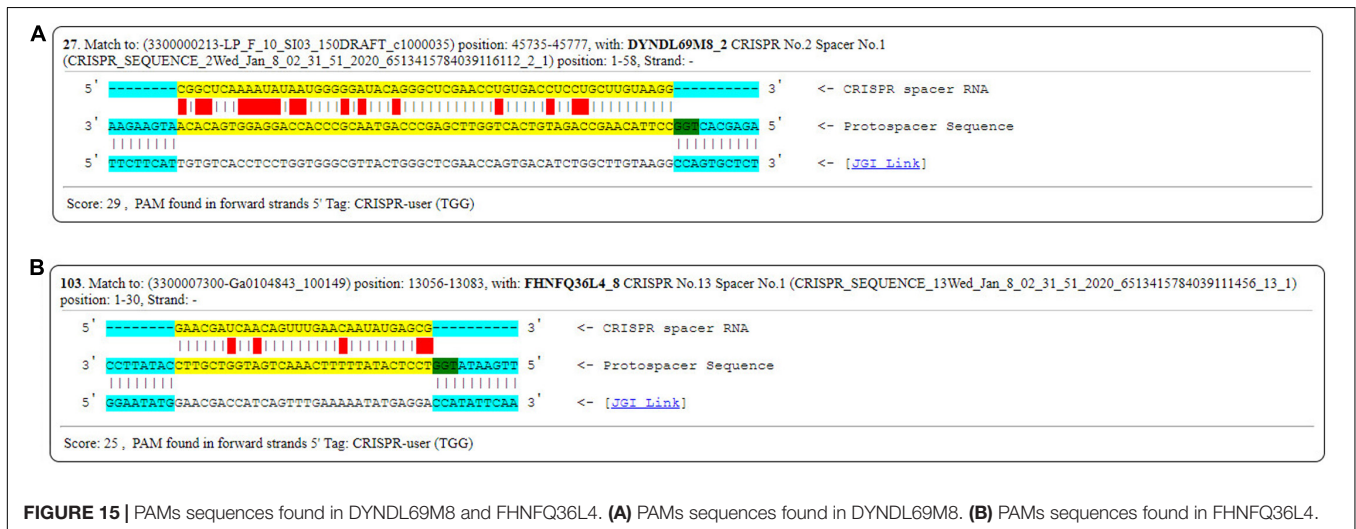 A
27. Match to: (3300000213-LP_F_10_SI03_150DRAFT_c1000035) position: 45735-45777, with: DYNDL69M8_2 CRISPR No.2 Spacer No.1
(CRISPR_SEQUENCE_2Wed_Jan_8_02_31_51_2020_6513415784039116112_2_1) position: 1-58, Strand: -
5' --------CGGCUCAAAAUAUAAUGGGGGAUACAGGGCUCGAACCUGUGACCUCCUGCUUGUAAGG---------- 3' <- CRISPR spacer RNA
3' AAGAAGTAACACAGTGGAGGACCACCCGCAATGACCCGAGCTTGGTCACTGTAGACCGAACATTCCGGTCACGAGA 5' <- Protospacer Sequence
5' TTCTTCATTGTGTCACCTCCTGGTGGGCGTTACTGGGCTCGAACCAGTGACATCTGGCTTGTAAGGCCAGTGCTCT 3' <- [JGI Link]
Score: 29 , PAM found in forward strands 5' Tag: CRISPR-user (TGG)
B
103. Match to: (3300007300-Ga0104843_100149) position: 13056-13083, with: FHNFQ36L4_8 CRISPR No.13 Spacer No.1 (CRISPR_SEQUENCE_13Wed_Jan_8_02_31_51_2020_6513415784039111456_13_1)
position: 1-30, Strand: -
5' --------GAACGAUCAACAGUUUGAACAAUAUGAGCG---------- 3' <- CRISPR spacer RNA
3' CCTTATACCTTGCTGGTAGTCAAACTTTTTATACTCCTGGTATAAGTT 5' <- Protospacer Sequence
5' GGAATATGGAACGACCATCAGTTTGAAAAATATGAGGACCATATTCAA 3' <- [JGI Link]
Score: 25 , PAM found in forward strands 5' Tag: CRISPR-user (TGG)
FIGURE 15 | PAMs sequences found in DYNDL69M8 and FHNFQ36L4. (A) PAMs sequences found in DYNDL69M8. (B) PAMs sequences found in FHNFQ36L4.